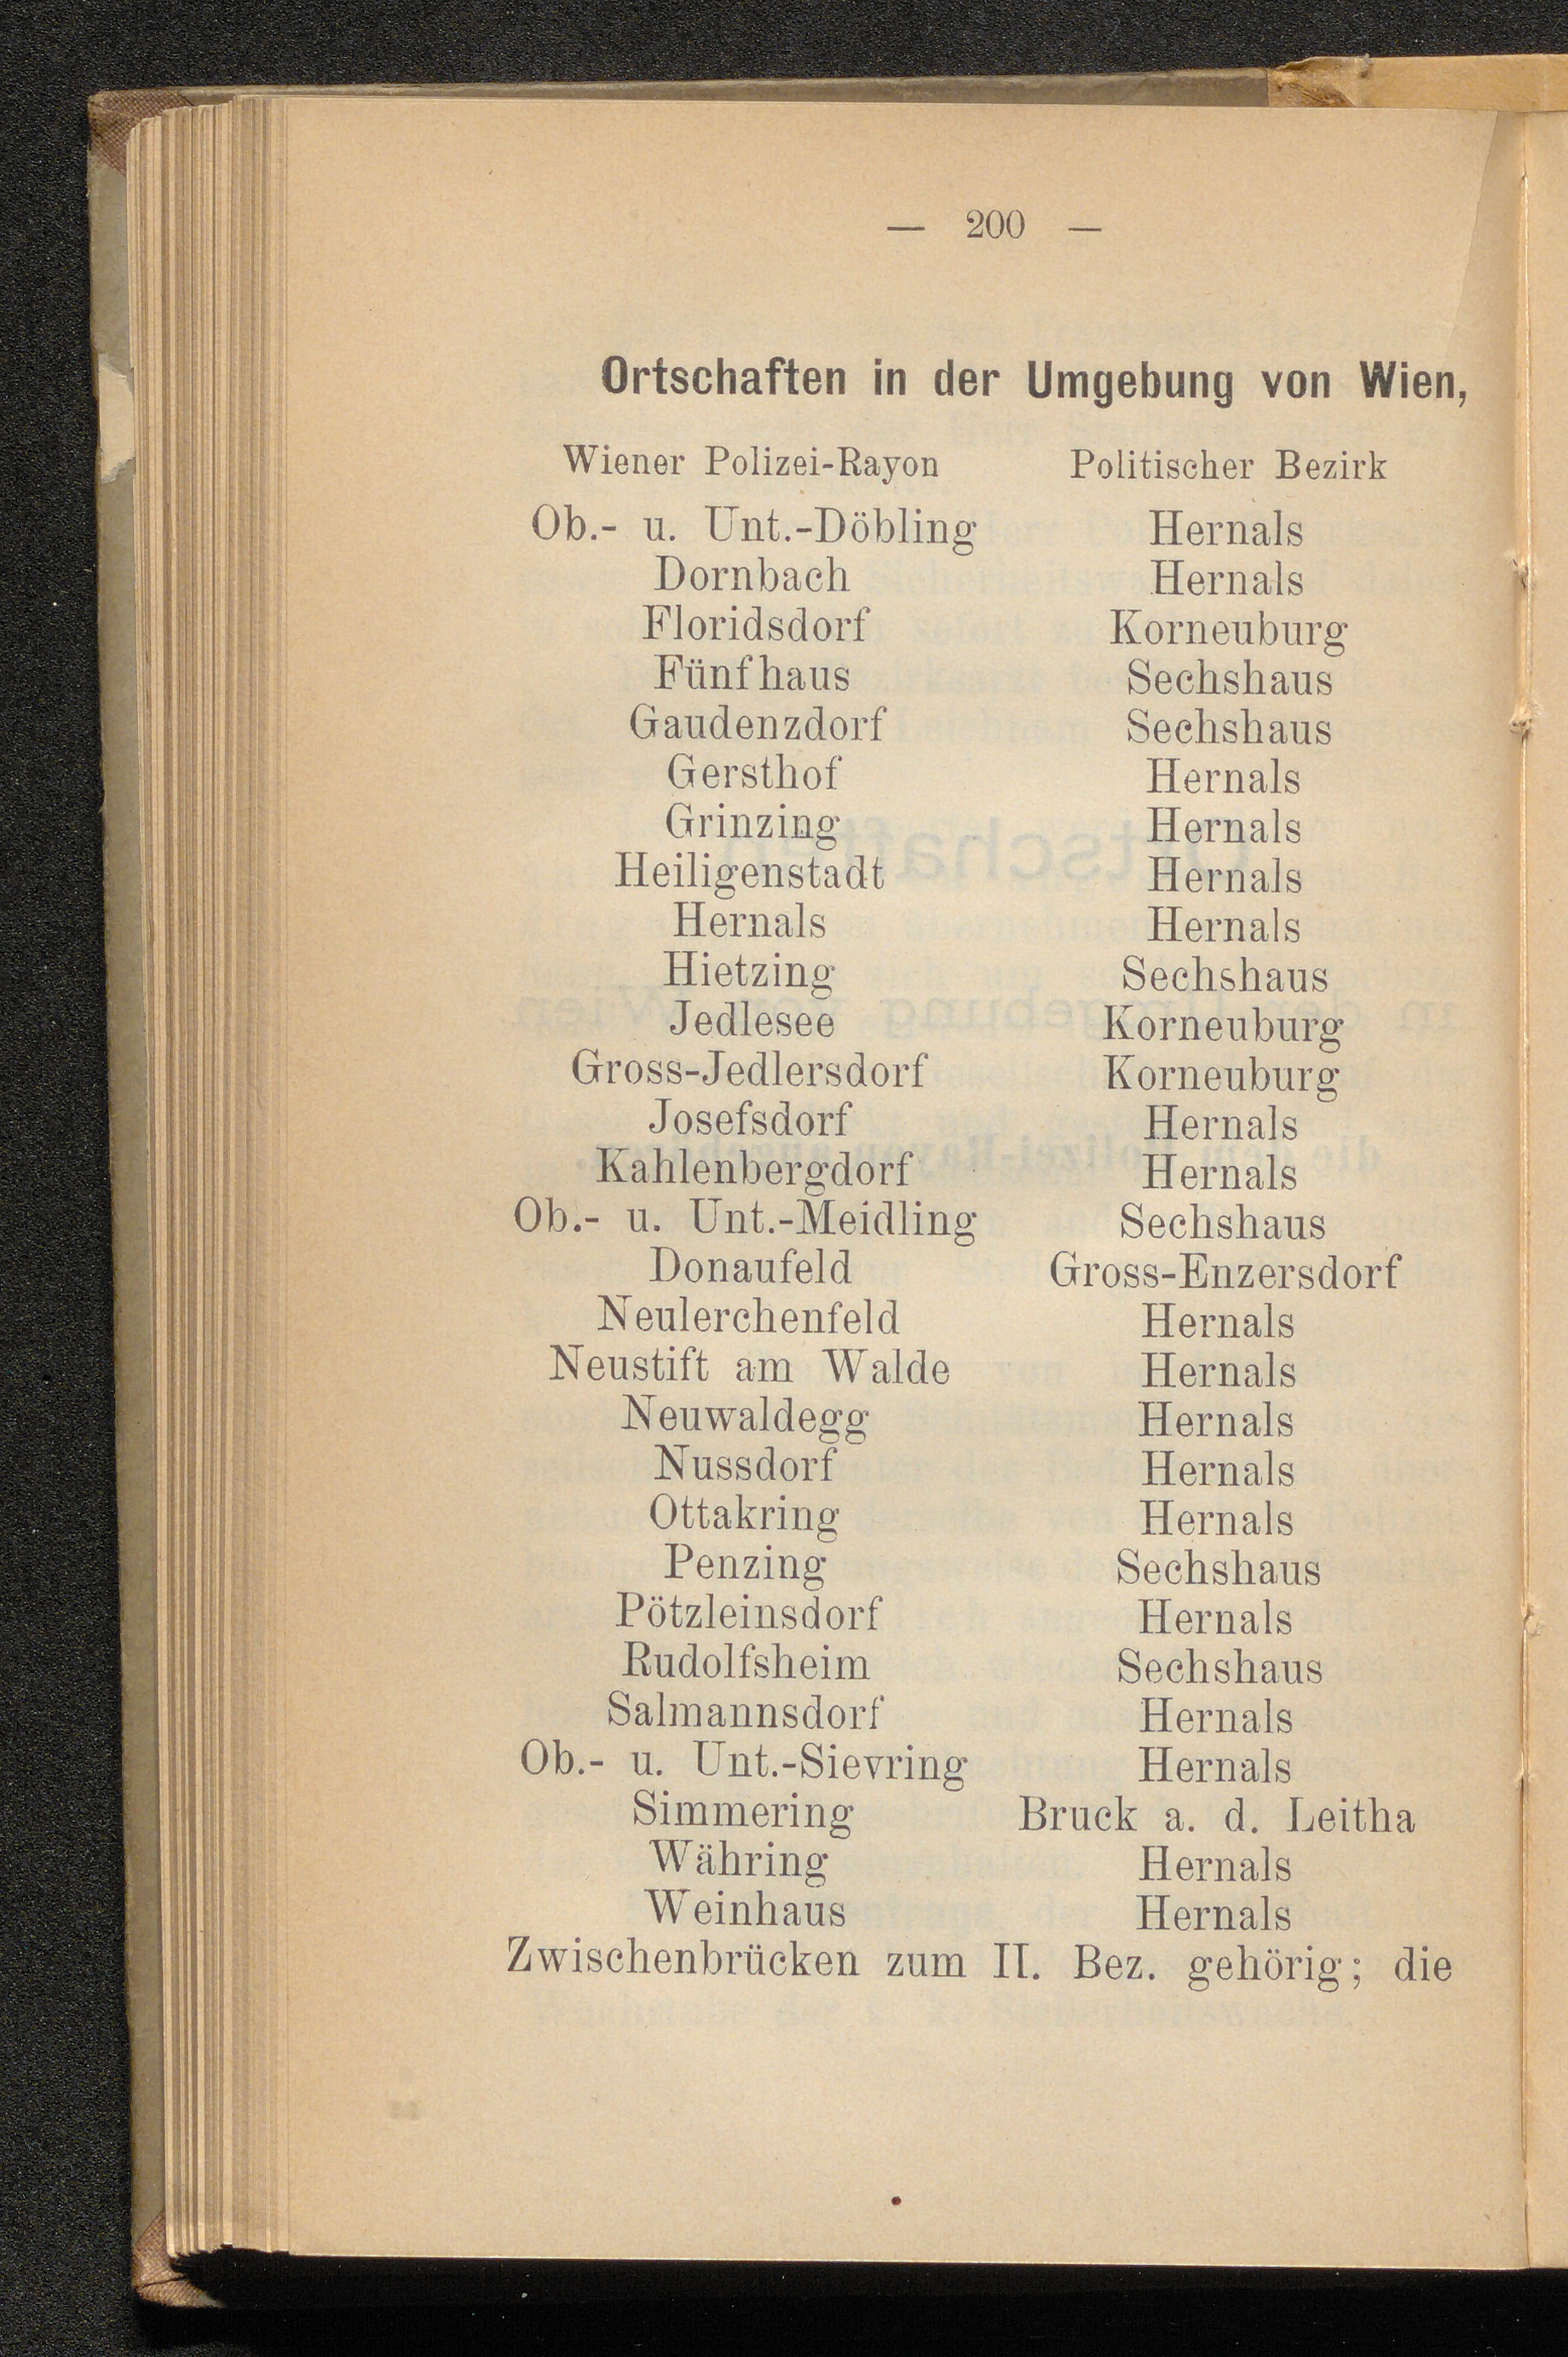 — 200 —
Ortschaften in der Umgebung von Wien,
Wiener Polizei-Rayon Politischer Bezirk
Ob.- u. Unt.-Döbling Hernals
Dornbach Hernals
Floridsdorf Korneuburg
Fünfhaus Sechshaus
Gaudenzdorf Sechshaus
Gersthof Hernals
Grinzing Hernals
Heiligenstadt Hernals
Hernals Hernals
Hietzing Sechshaus
Jedlesee Korneuburg
Gross-Jedlersdorf Korneuburg
Josefsdorf Hernals
Kahlenbergdorf Hernals
Ob.- u. Unt.-Meidling Sechshaus
Donaufeld Gross-Enzersdorf
Neulerchenfeld Hernals
Neustift am Walde Hernals
Neuwaldegg Hernals
Nussdorf Hernals
Ottakring Hernals
Penzing Sechshaus
Pötzleinsdorf Hernals
Rudolfsheim Sechshaus
Salmannsdorf Hernals
Ob.- u. Unt.-Sievring Hernals
Simmering Bruck a. d. Leitha
Währing Hernals
Weinhaus Hernals
Zwischenbrücken zum II. Bez. gehörig; die